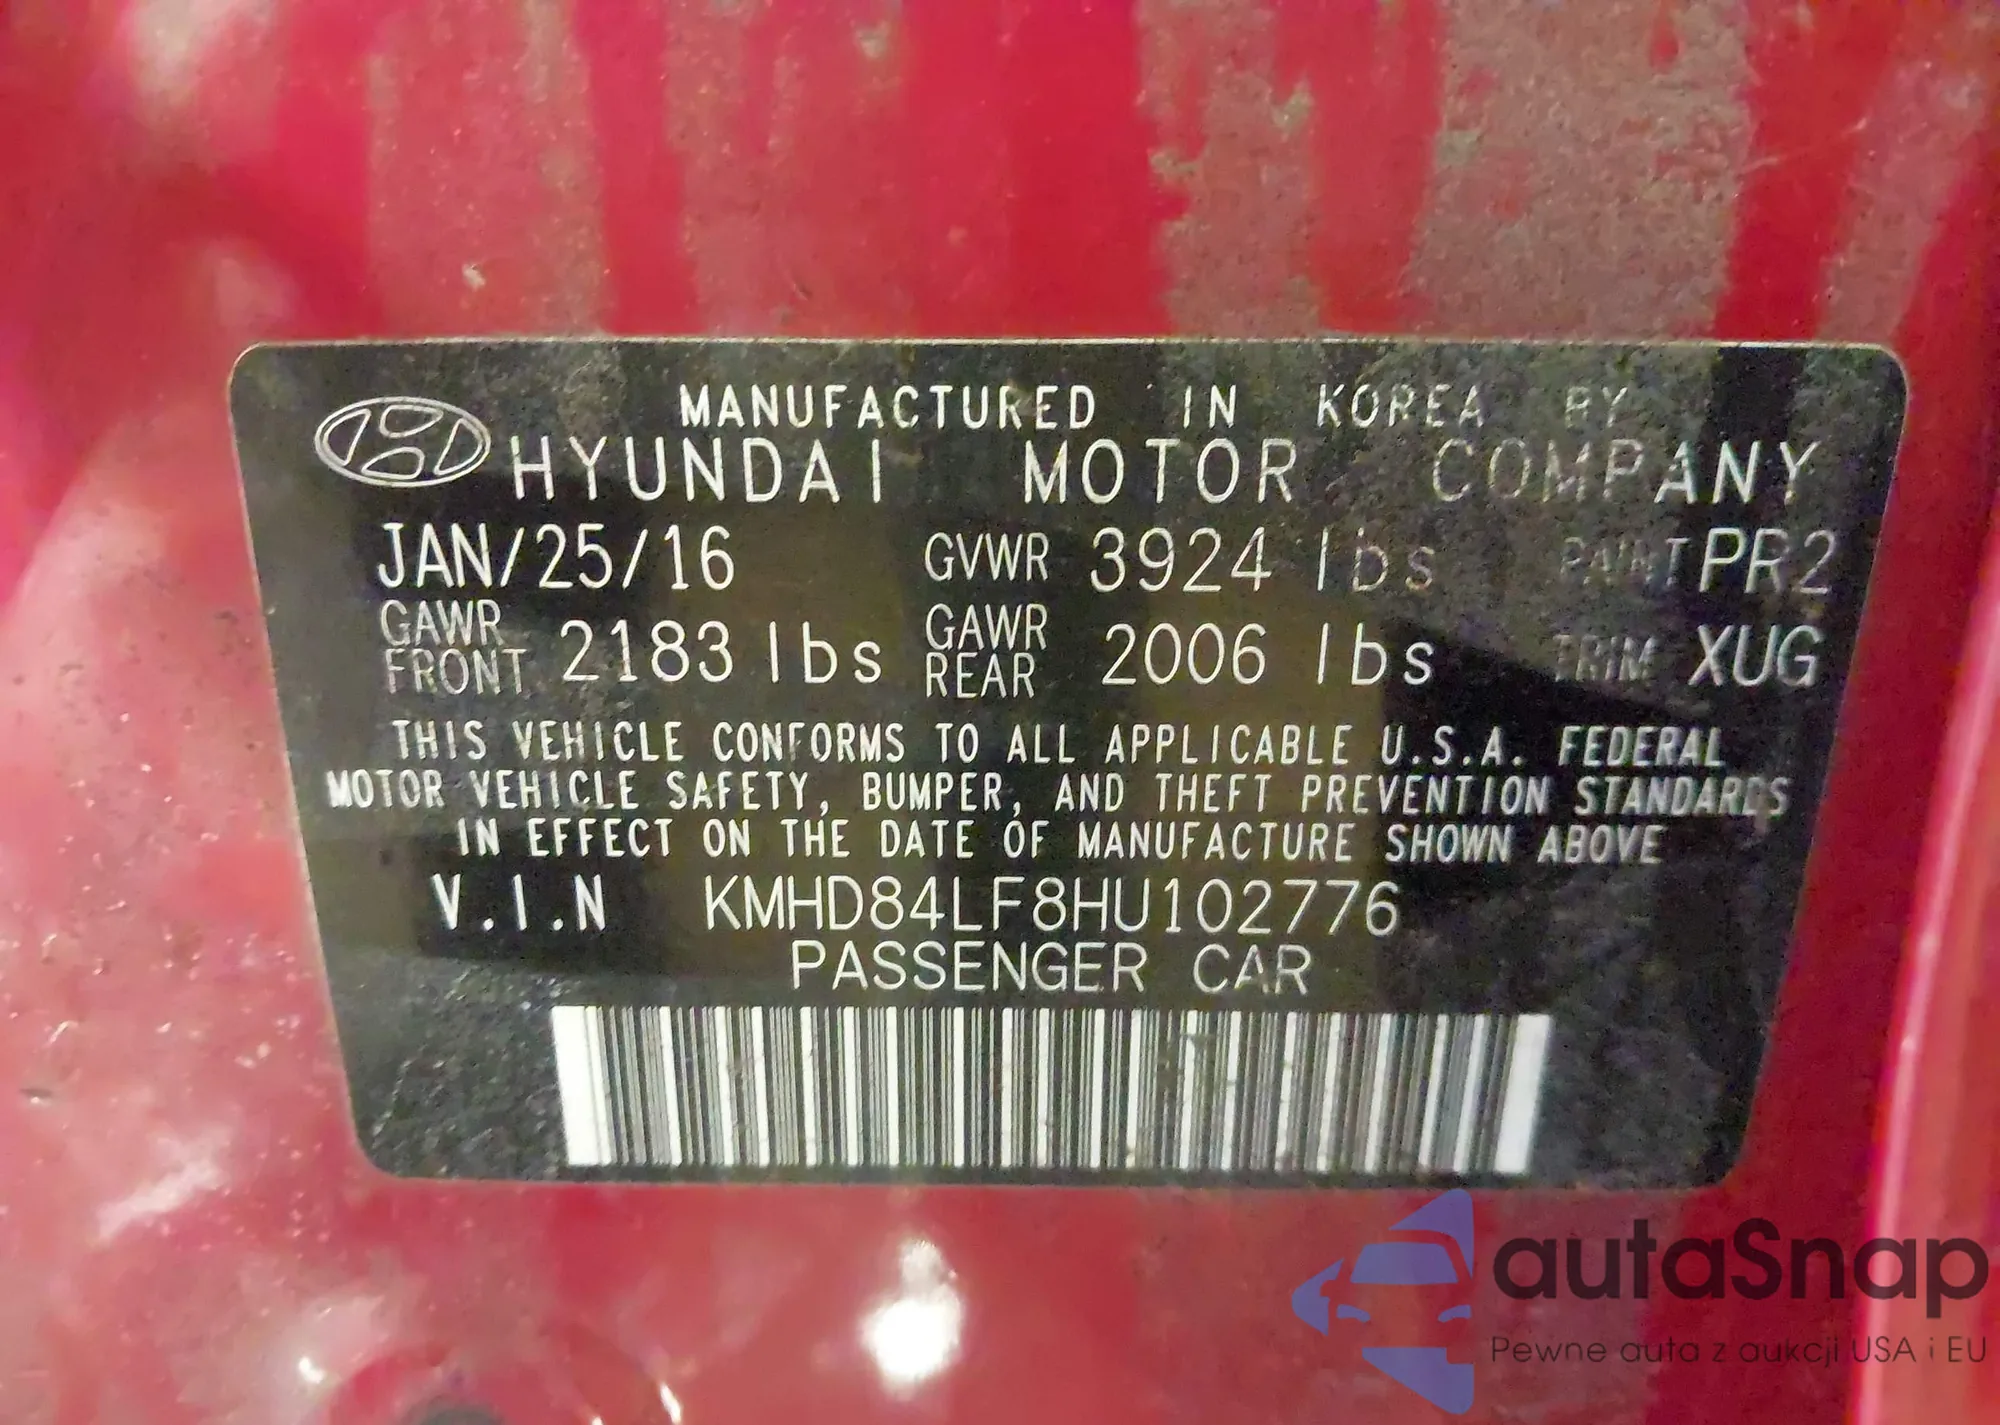 MANUFACTURED IN KOREA BY
HYUNDAI MOTOR COMPANY
JAN/25/16 GVWR 3924 lbs PAINT PR2
GAWR FRONT 2183 lbs GAWR REAR 2006 lbs TRIM XUG
THIS VEHICLE CONFORMS TO ALL APPLICABLE U.S.A. FEDERAL
MOTOR VEHICLE SAFETY, BUMPER, AND THEFT PREVENTION STANDARDS
IN EFFECT ON THE DATE OF MANUFACTURE SHOWN ABOVE
V.I.N KMHD84LF8HU102776
PASSENGER CAR
autaSnap
Pewne auta z aukcji USA i EU